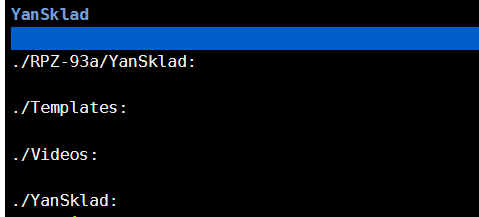 YanSklad
./RPZ-93a/YanSklad:
./Templates:
./Videos:
./YanSklad: